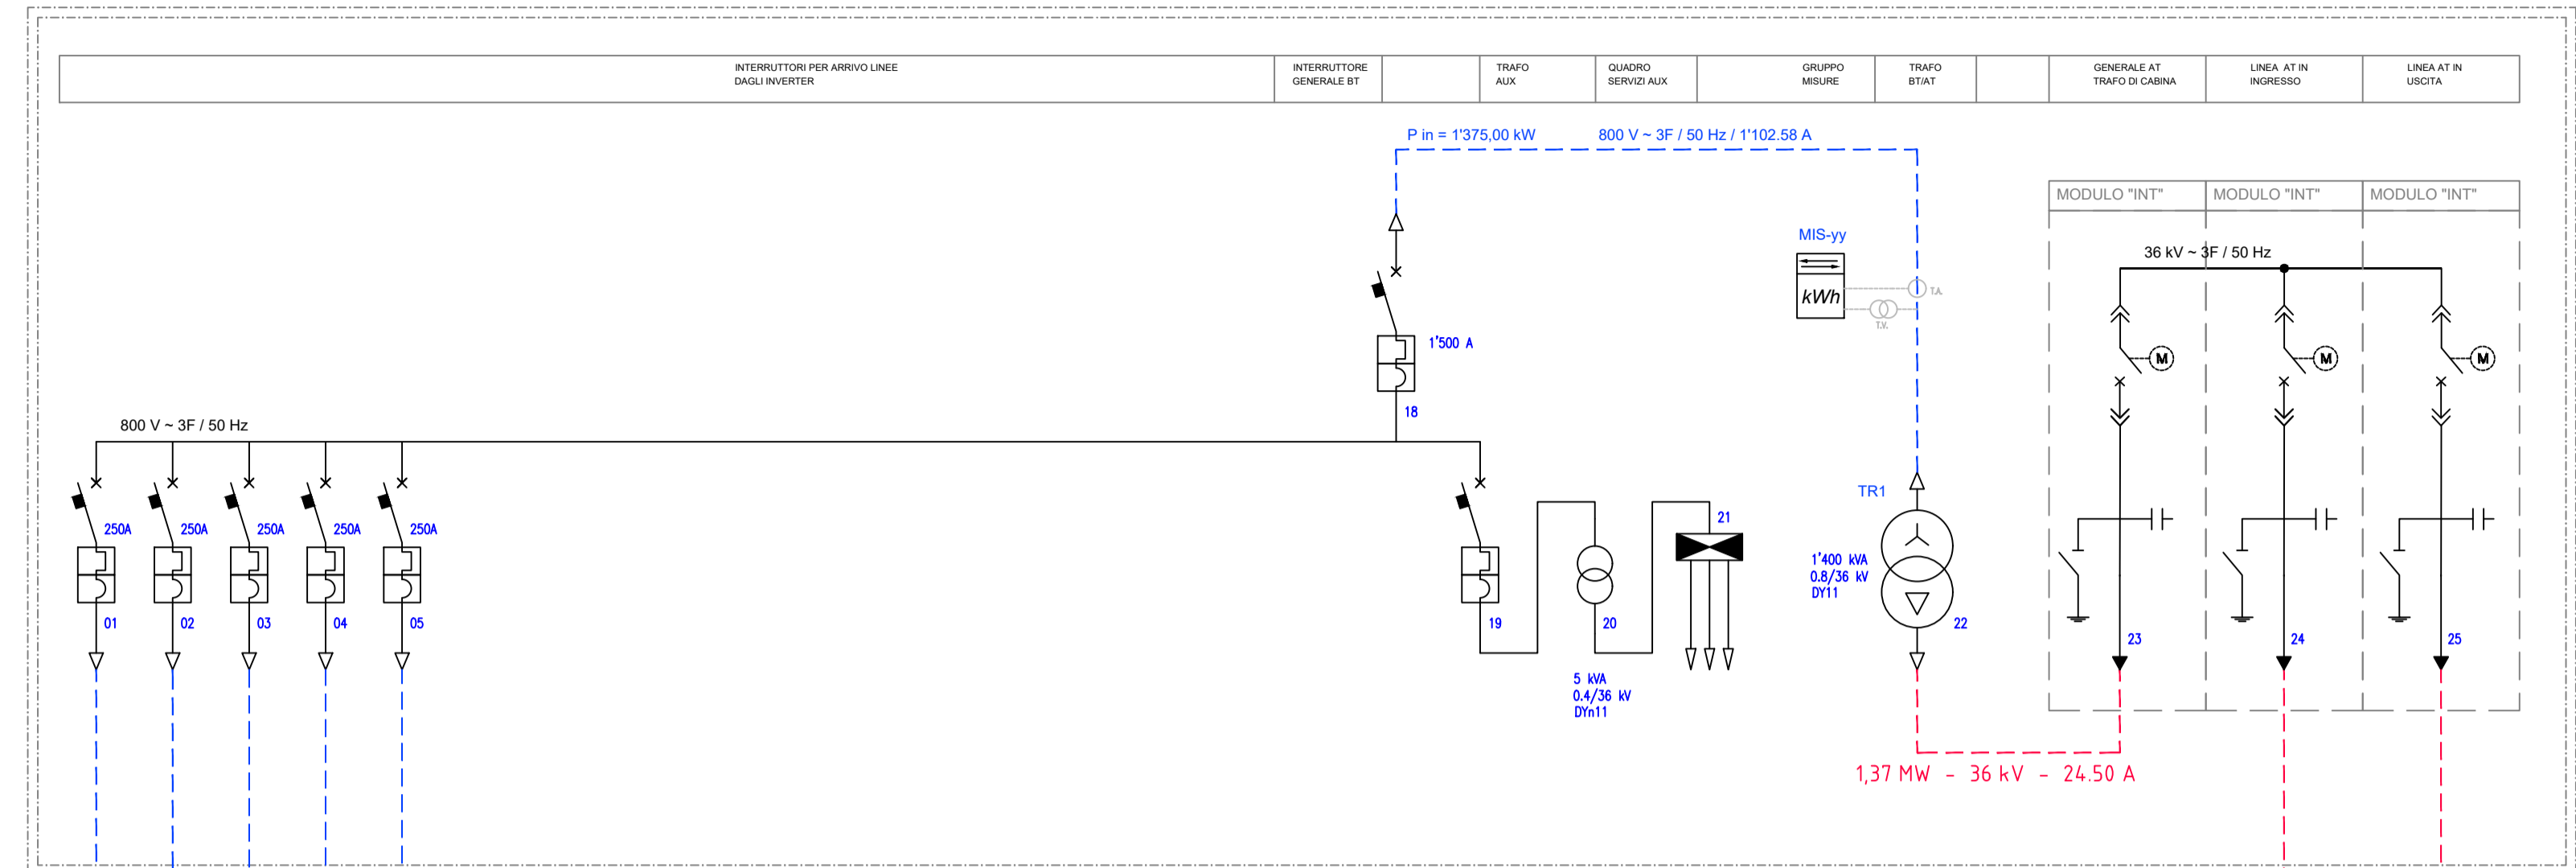 INTERRUTTORI PER ARRIVO LINEE
DAGLI INVERTER
INTERRUTTORE
GENERALE BT
TRAFO
AUX
QUADRO
SERVIZI AUX
GRUPPO
MISURE
TRAFO
BT/AT
GENERALE AT
TRAFO DI CABINA
LINEA AT IN
INGRESSO
LINEA AT IN
USCITA
P in = 1'375,00 kW
800 V ~ 3F / 50 Hz / 1'102.58 A
MODULO "INT"
MODULO "INT"
MODULO "INT"
MIS-yy
kWh
T.A.
T.V.
36 kV ~ 3F / 50 Hz
M
M
M
1'500 A
18
800 V ~ 3F / 50 Hz
250A
250A
250A
250A
250A
01
02
03
04
05
19
20
21
5 kVA
0.4/36 kV
DYn11
TR1
1'400 kVA
0.8/36 kV
DY11
22
23
24
25
1,37 MW - 36 kV - 24.50 A